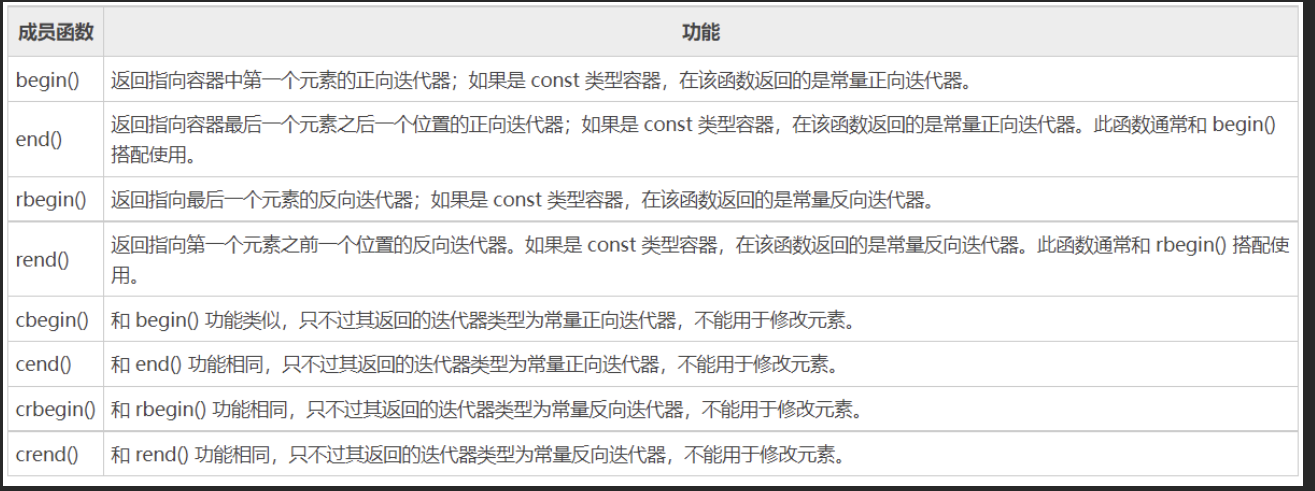 成员函数 功能
begin() 返回指向容器中第一个元素的正向迭代器；如果是 const 类型容器，在该函数返回的是常量正向迭代器。
end() 返回指向容器最后一个元素之后一个位置的正向迭代器；如果是 const 类型容器，在该函数返回的是常量正向迭代器。此函数通常和 begin()
搭配使用。
rbegin() 返回指向最后一个元素的反向迭代器；如果是 const 类型容器，在该函数返回的是常量反向迭代器。
rend() 返回指向第一个元素之前一个位置的反向迭代器。如果是 const 类型容器，在该函数返回的是常量反向迭代器。此函数通常和 rbegin() 搭配使
用。
cbegin() 和 begin() 功能类似，只不过其返回的迭代器类型为常量正向迭代器，不能用于修改元素。
cend() 和 end() 功能相同，只不过其返回的迭代器类型为常量正向迭代器，不能用于修改元素。
crbegin() 和 rbegin() 功能相同，只不过其返回的迭代器类型为常量反向迭代器，不能用于修改元素。
crend() 和 rend() 功能相同，只不过其返回的迭代器类型为常量反向迭代器，不能用于修改元素。